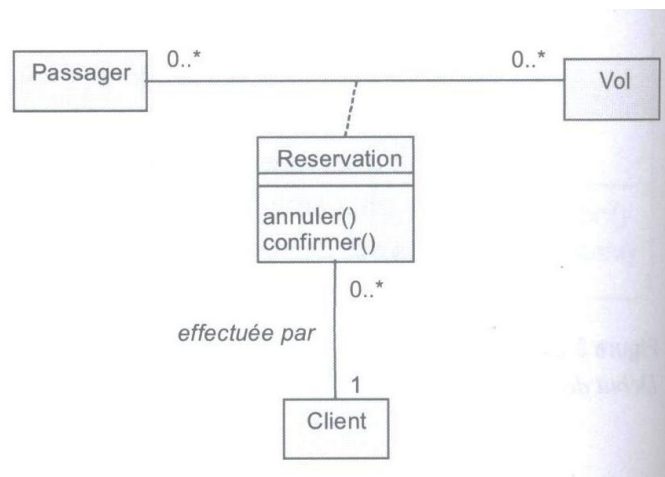 Passager
0..*
0..*
Vol
Reservation
annuler()
confirmer()
0..*
effectuée par
1
Client